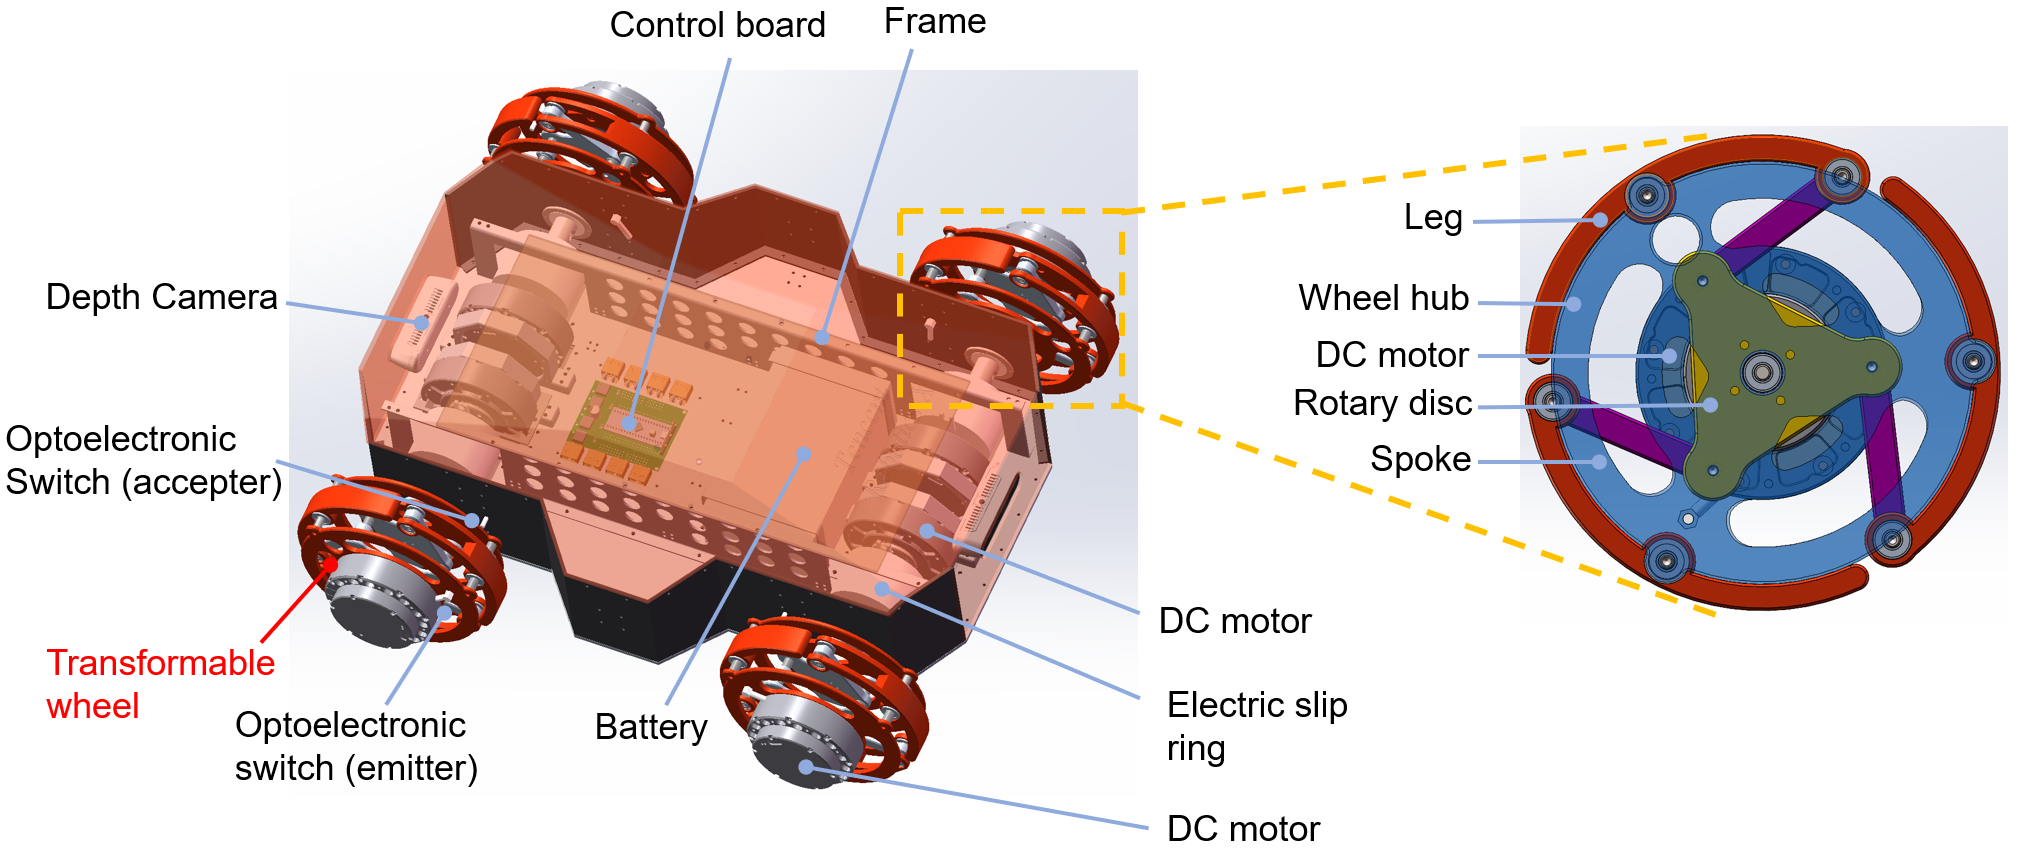 Control board
Frame
Depth Camera
Optoelectronic
Switch (accepter)
Transformable
wheel
Optoelectronic
switch (emitter)
Battery
DC motor
Electric slip
ring
DC motor
Leg
Wheel hub
DC motor
Rotary disc
Spoke